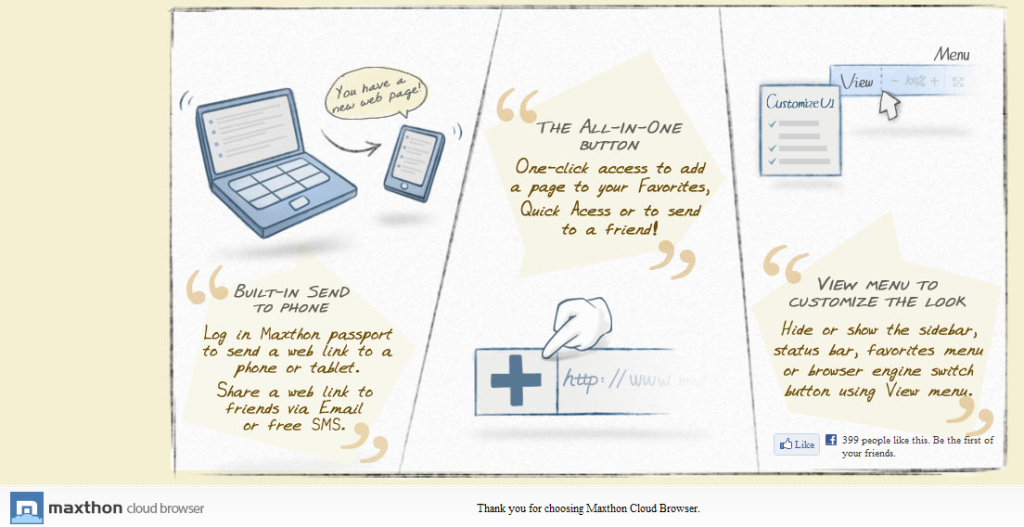 You have a
new web page!
BUILT-IN SEND
TO PHONE
Log in Maxthon passport
to send a web link to a
phone or tablet.
Share a web link to
friends via Email
or free SMS.
THE ALL-IN-ONE
BUTTON
One-click access to add
a page to your Favorites,
Quick Acess or to send
to a friend!
http://www
Menu
View - 100% +
Customize UI
VIEW MENU TO
CUSTOMIZE THE LOOK
Hide or show the sidebar,
status bar, favorites menu
or browser engine switch
button using View menu.
Like
399 people like this. Be the first of
your friends.
maxthon cloud browser
Thank you for choosing Maxthon Cloud Browser.